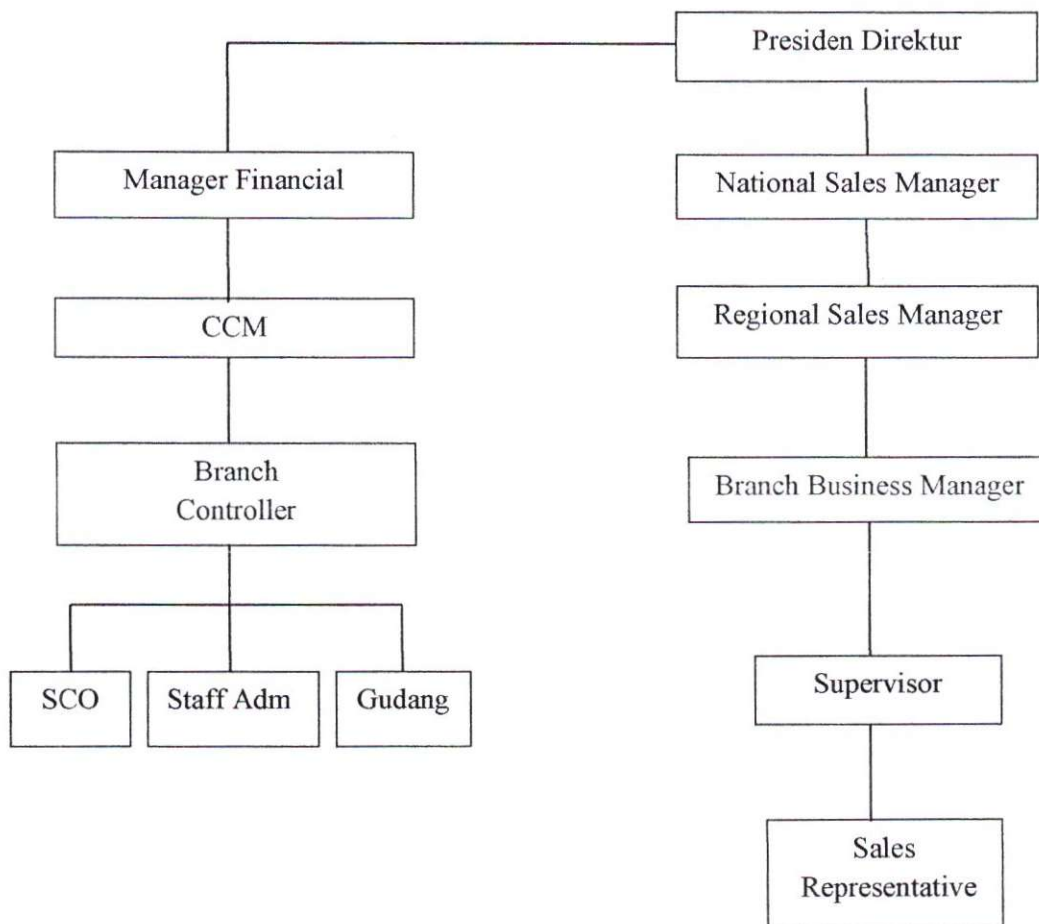 Presiden Direktur
Manager Financial
National Sales Manager
CCM
Regional Sales Manager
Branch
Controller
Branch Business Manager
SCO
Staff Adm
Gudang
Supervisor
Sales
Representative